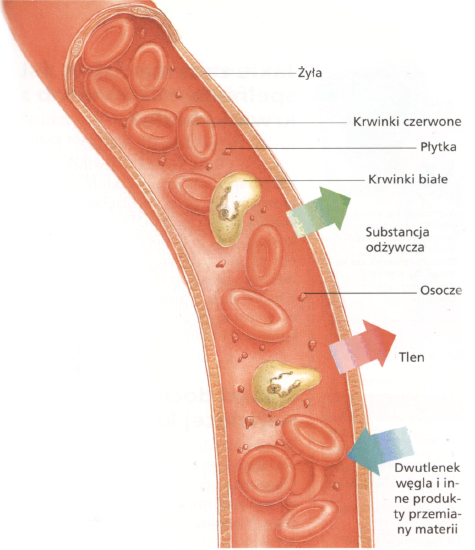 Żyła
Krwinki czerwone
Płytka
Krwinki białe
Substancja
odżywcza
Osocze
Tlen
Dwutlenek
węgla i in-
ne produk-
ty przemia-
ny materii